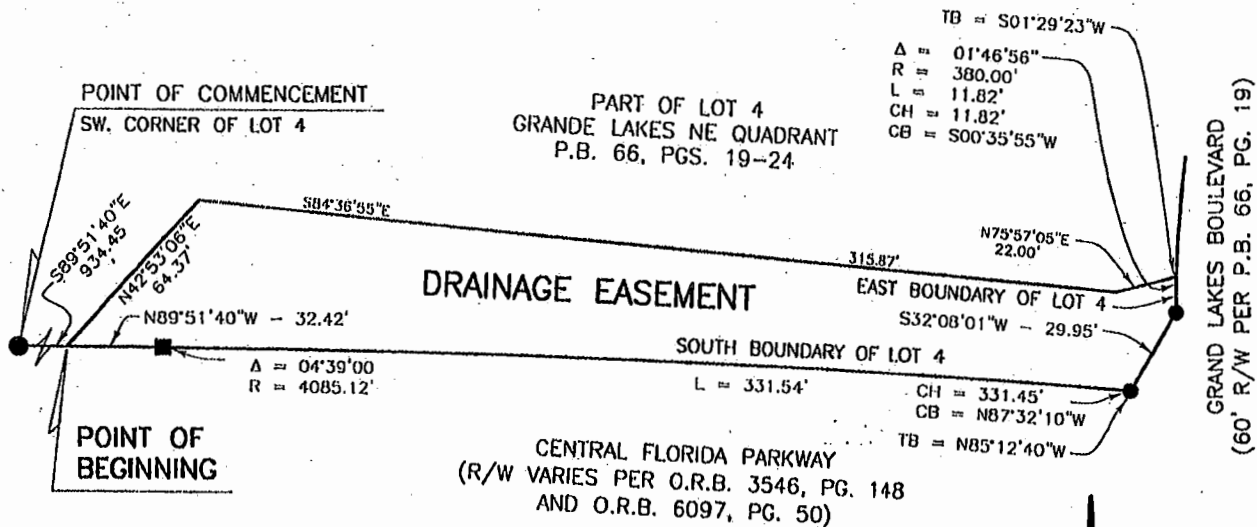 TB = S01°29'23"W
Δ = 01°46'56"
R = 380.00'
L = 11.82'
CH = 11.82'
CB = S00°35'55"W
POINT OF COMMENCEMENT
SW. CORNER OF LOT 4
PART OF LOT 4
GRANDE LAKES NE QUADRANT
P.B. 66, PGS. 19-24
GRAND LAKES BOULEVARD
(60' R/W PER P.B. 66, PG. 19)
S89°51'40"E
934.45'
N42°53'06"E
64.37'
S84°36'55"E
315.87'
N75°57'05"E
22.00'
DRAINAGE EASEMENT
EAST BOUNDARY OF LOT 4
S32°08'01"W - 29.95'
N89°51'40"W - 32.42'
SOUTH BOUNDARY OF LOT 4
Δ = 04°39'00
R = 4085.12'
L = 331.54'
CH = 331.45'
CB = N87°32'10"W
TB = N85°12'40"W
POINT OF
BEGINNING
CENTRAL FLORIDA PARKWAY
(R/W VARIES PER O.R.B. 3546, PG. 148
AND O.R.B. 6097, PG. 50)